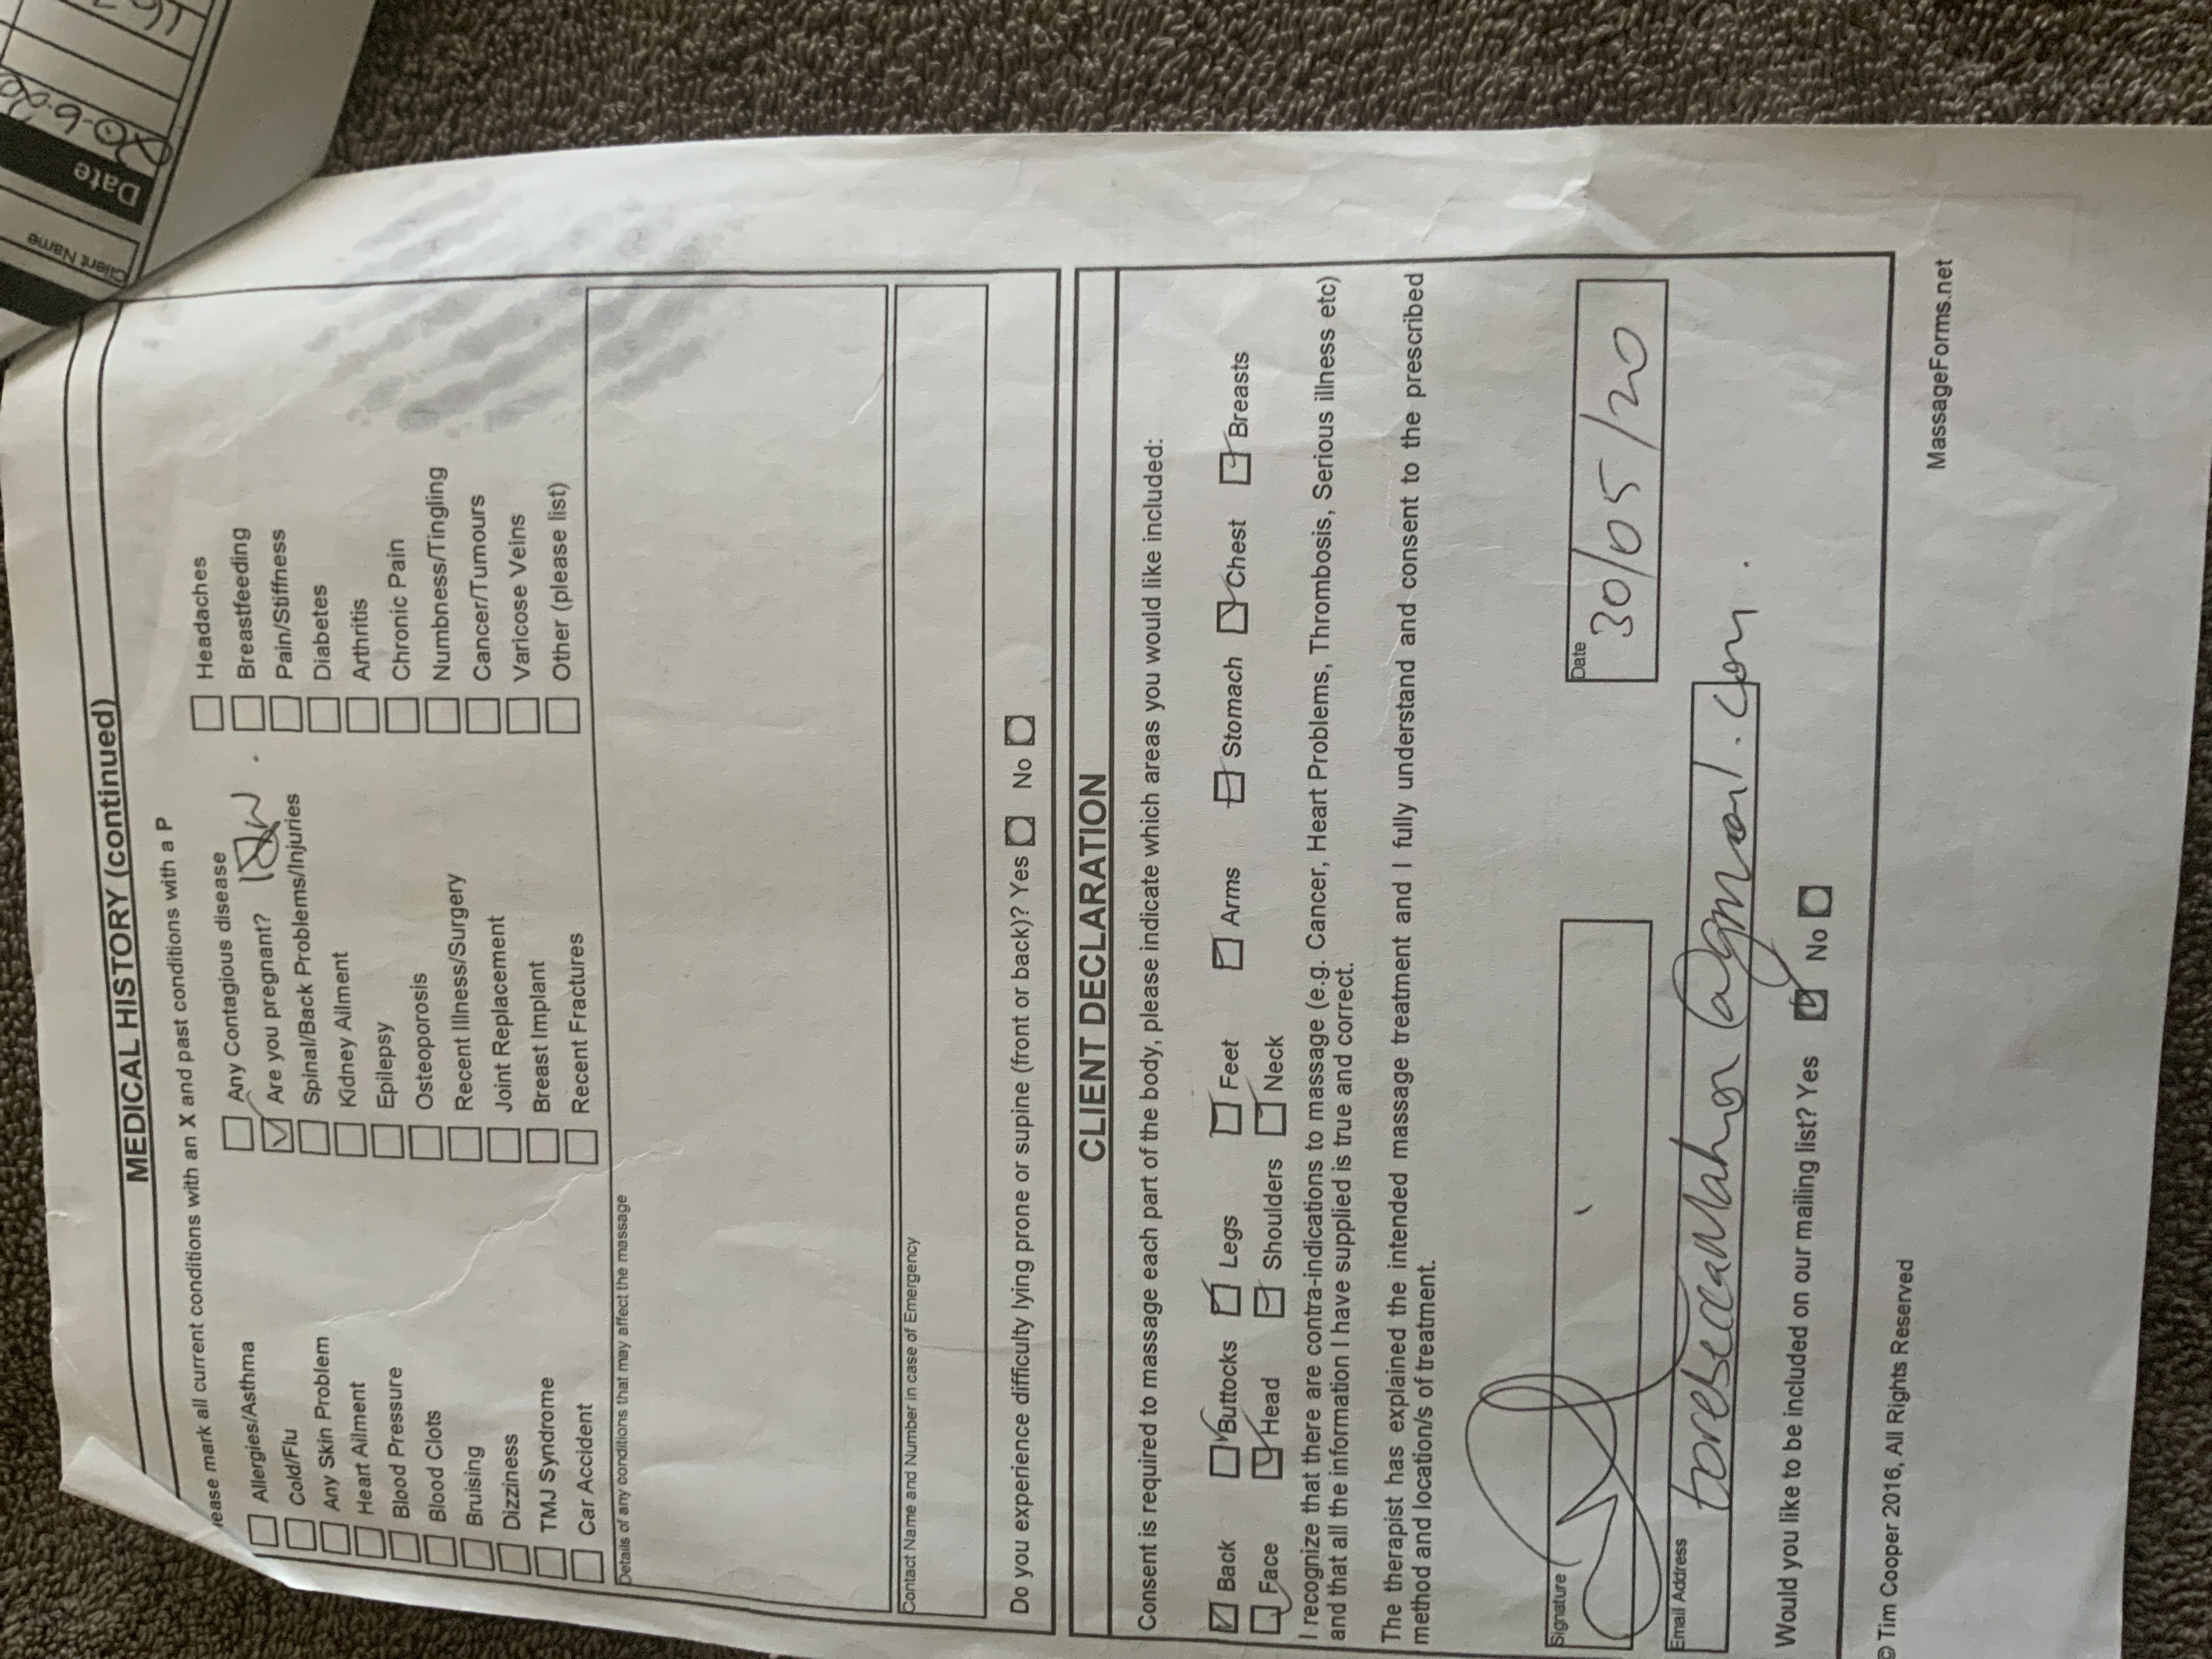 MEDICAL HISTORY (continued)
ease mark all current conditions with an X and past conditions with a P
Allergies/Asthma
Cold/Flu
Any Skin Problem
Heart Ailment
Blood Pressure
Blood Clots
Bruising
Dizziness
TMJ Syndrome
Car Accident
Any Contagious disease
Are you pregnant?
Spinal/Back Problems/Injuries
Kidney Ailment
Epilepsy
Osteoporosis
Recent Illness/Surgery
Joint Replacement
Breast Implant
Recent Fractures
Headaches
Breastfeeding
Pain/Stiffness
Diabetes
Arthritis
Chronic Pain
Numbness/Tingling
Cancer/Tumours
Varicose Veins
Other (please list)
Details of any conditions that may affect the massage
Contact Name and Number in case of Emergency
Do you experience difficulty lying prone or supine (front or back)? Yes No
CLIENT DECLARATION
Consent is required to massage each part of the body, please indicate which areas you would like included:
Back Buttocks Legs Feet Arms Stomach Chest Breasts
Face Head Shoulders Neck
I recognize that there are contra-indications to massage (e.g. Cancer, Heart Problems, Thrombosis, Serious illness etc)
and that all the information I have supplied is true and correct.
The therapist has explained the intended massage treatment and I fully understand and consent to the prescribed
method and location/s of treatment.
Signature
Date
30/05/20
Email Address
Would you like to be included on our mailing list? Yes No
© Tim Cooper 2016, All Rights Reserved
MassageForms.net
Client Name
Date